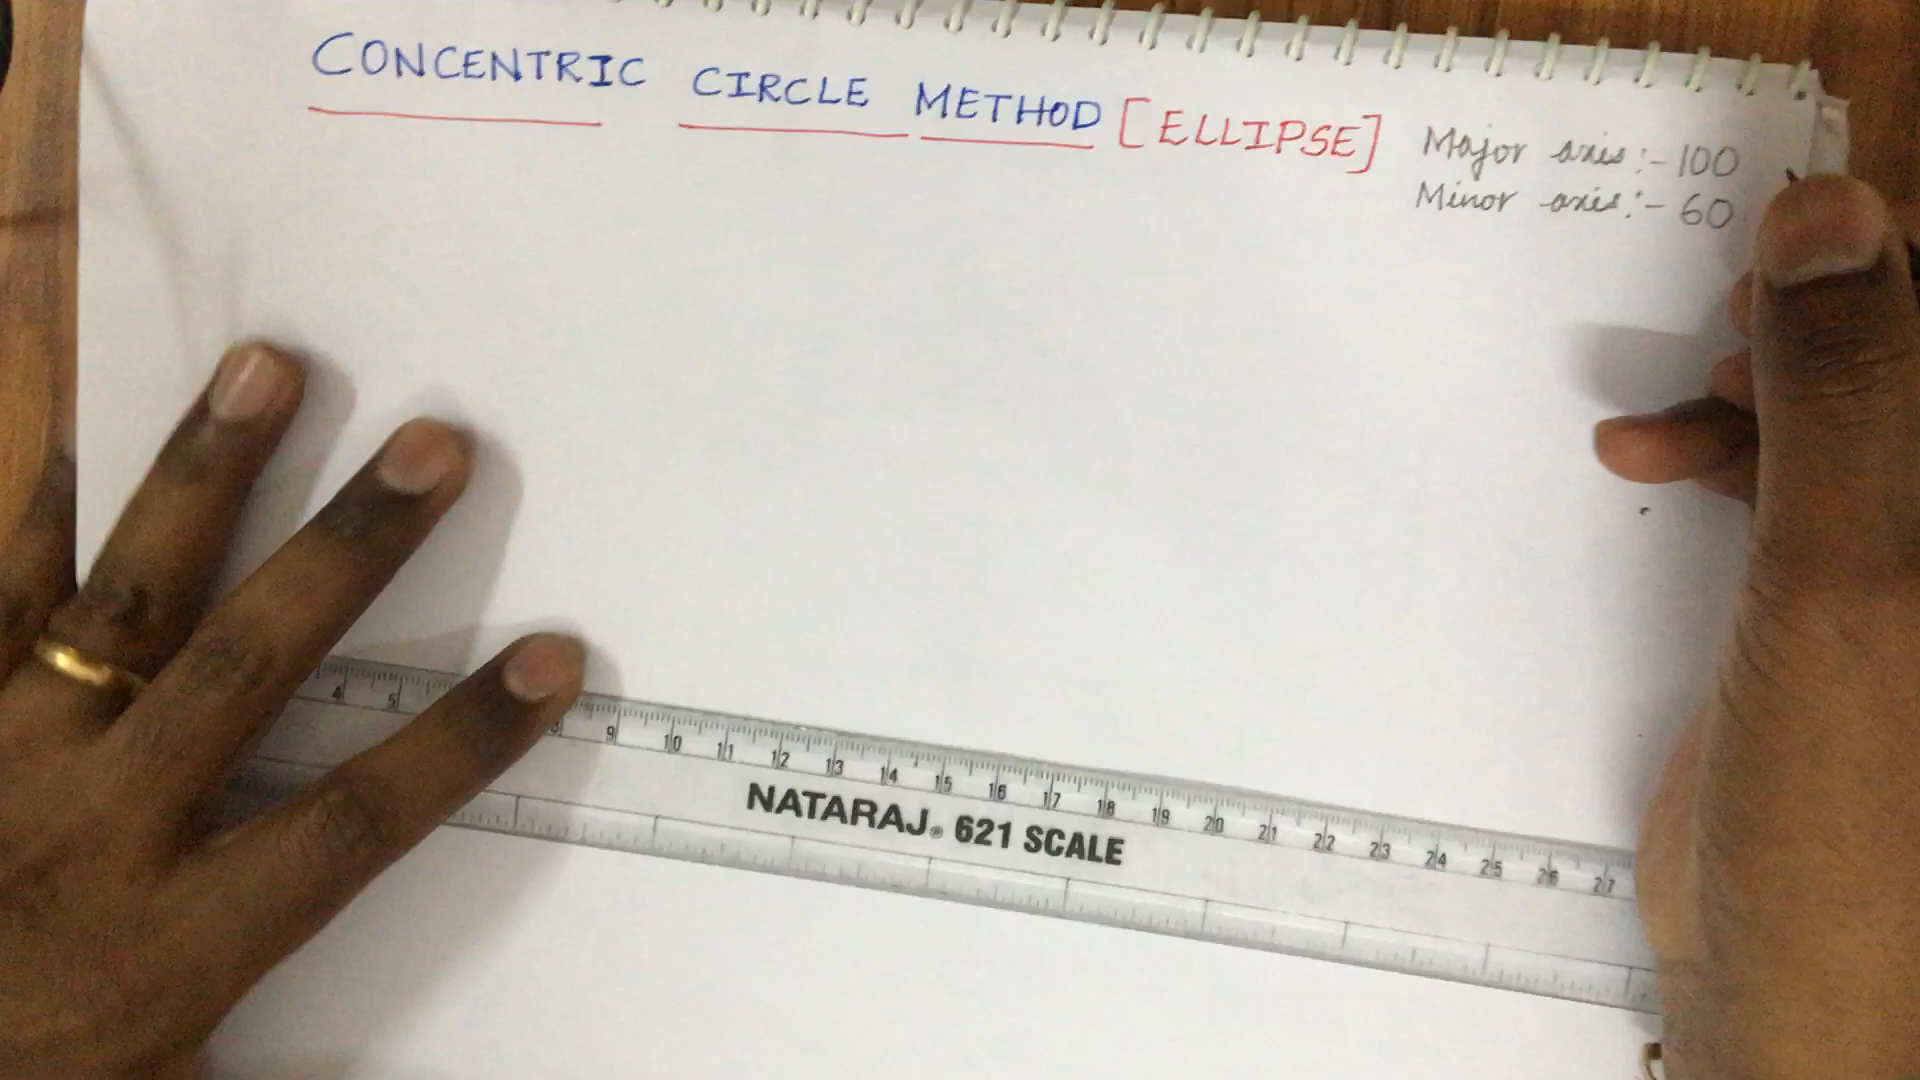 CONCENTRIC CIRCLE METHOD [ELLIPSE]
Major axis:- 100
Minor axis:- 60
4 5 8 9 10 11 12 13 14 15 16 17 18 19 20 21 22 23 24 25 26 27
NATARAJ® 621 SCALE